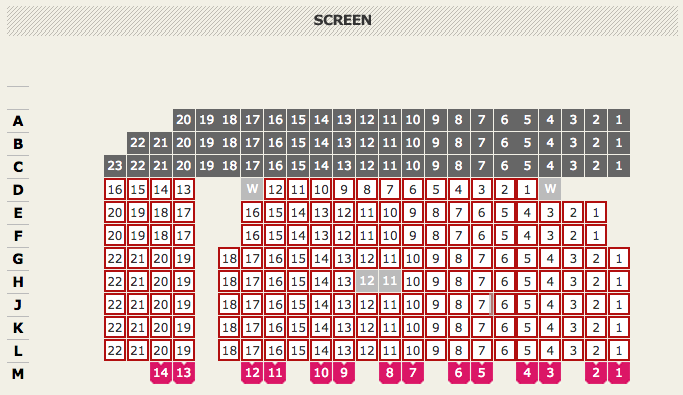 SCREEN
A 20 19 18 17 16 15 14 13 12 11 10 9 8 7 6 5 4 3 2 1
B 22 21 20 19 18 17 16 15 14 13 12 11 10 9 8 7 6 5 4 3 2 1
C 23 22 21 20 19 18 17 16 15 14 13 12 11 10 9 8 7 6 5 4 3 2 1
D 16 15 14 13 W 12 11 10 9 8 7 6 5 4 3 2 1 W
E 20 19 18 17 16 15 14 13 12 11 10 9 8 7 6 5 4 3 2 1
F 20 19 18 17 16 15 14 13 12 11 10 9 8 7 6 5 4 3 2 1
G 22 21 20 19 18 17 16 15 14 13 12 11 10 9 8 7 6 5 4 3 2 1
H 22 21 20 19 18 17 16 15 14 13 12 11 10 9 8 7 6 5 4 3 2 1
J 22 21 20 19 18 17 16 15 14 13 12 11 10 9 8 7 6 5 4 3 2 1
K 22 21 20 19 18 17 16 15 14 13 12 11 10 9 8 7 6 5 4 3 2 1
L 22 21 20 19 18 17 16 15 14 13 12 11 10 9 8 7 6 5 4 3 2 1
M 14 13 12 11 10 9 8 7 6 5 4 3 2 1